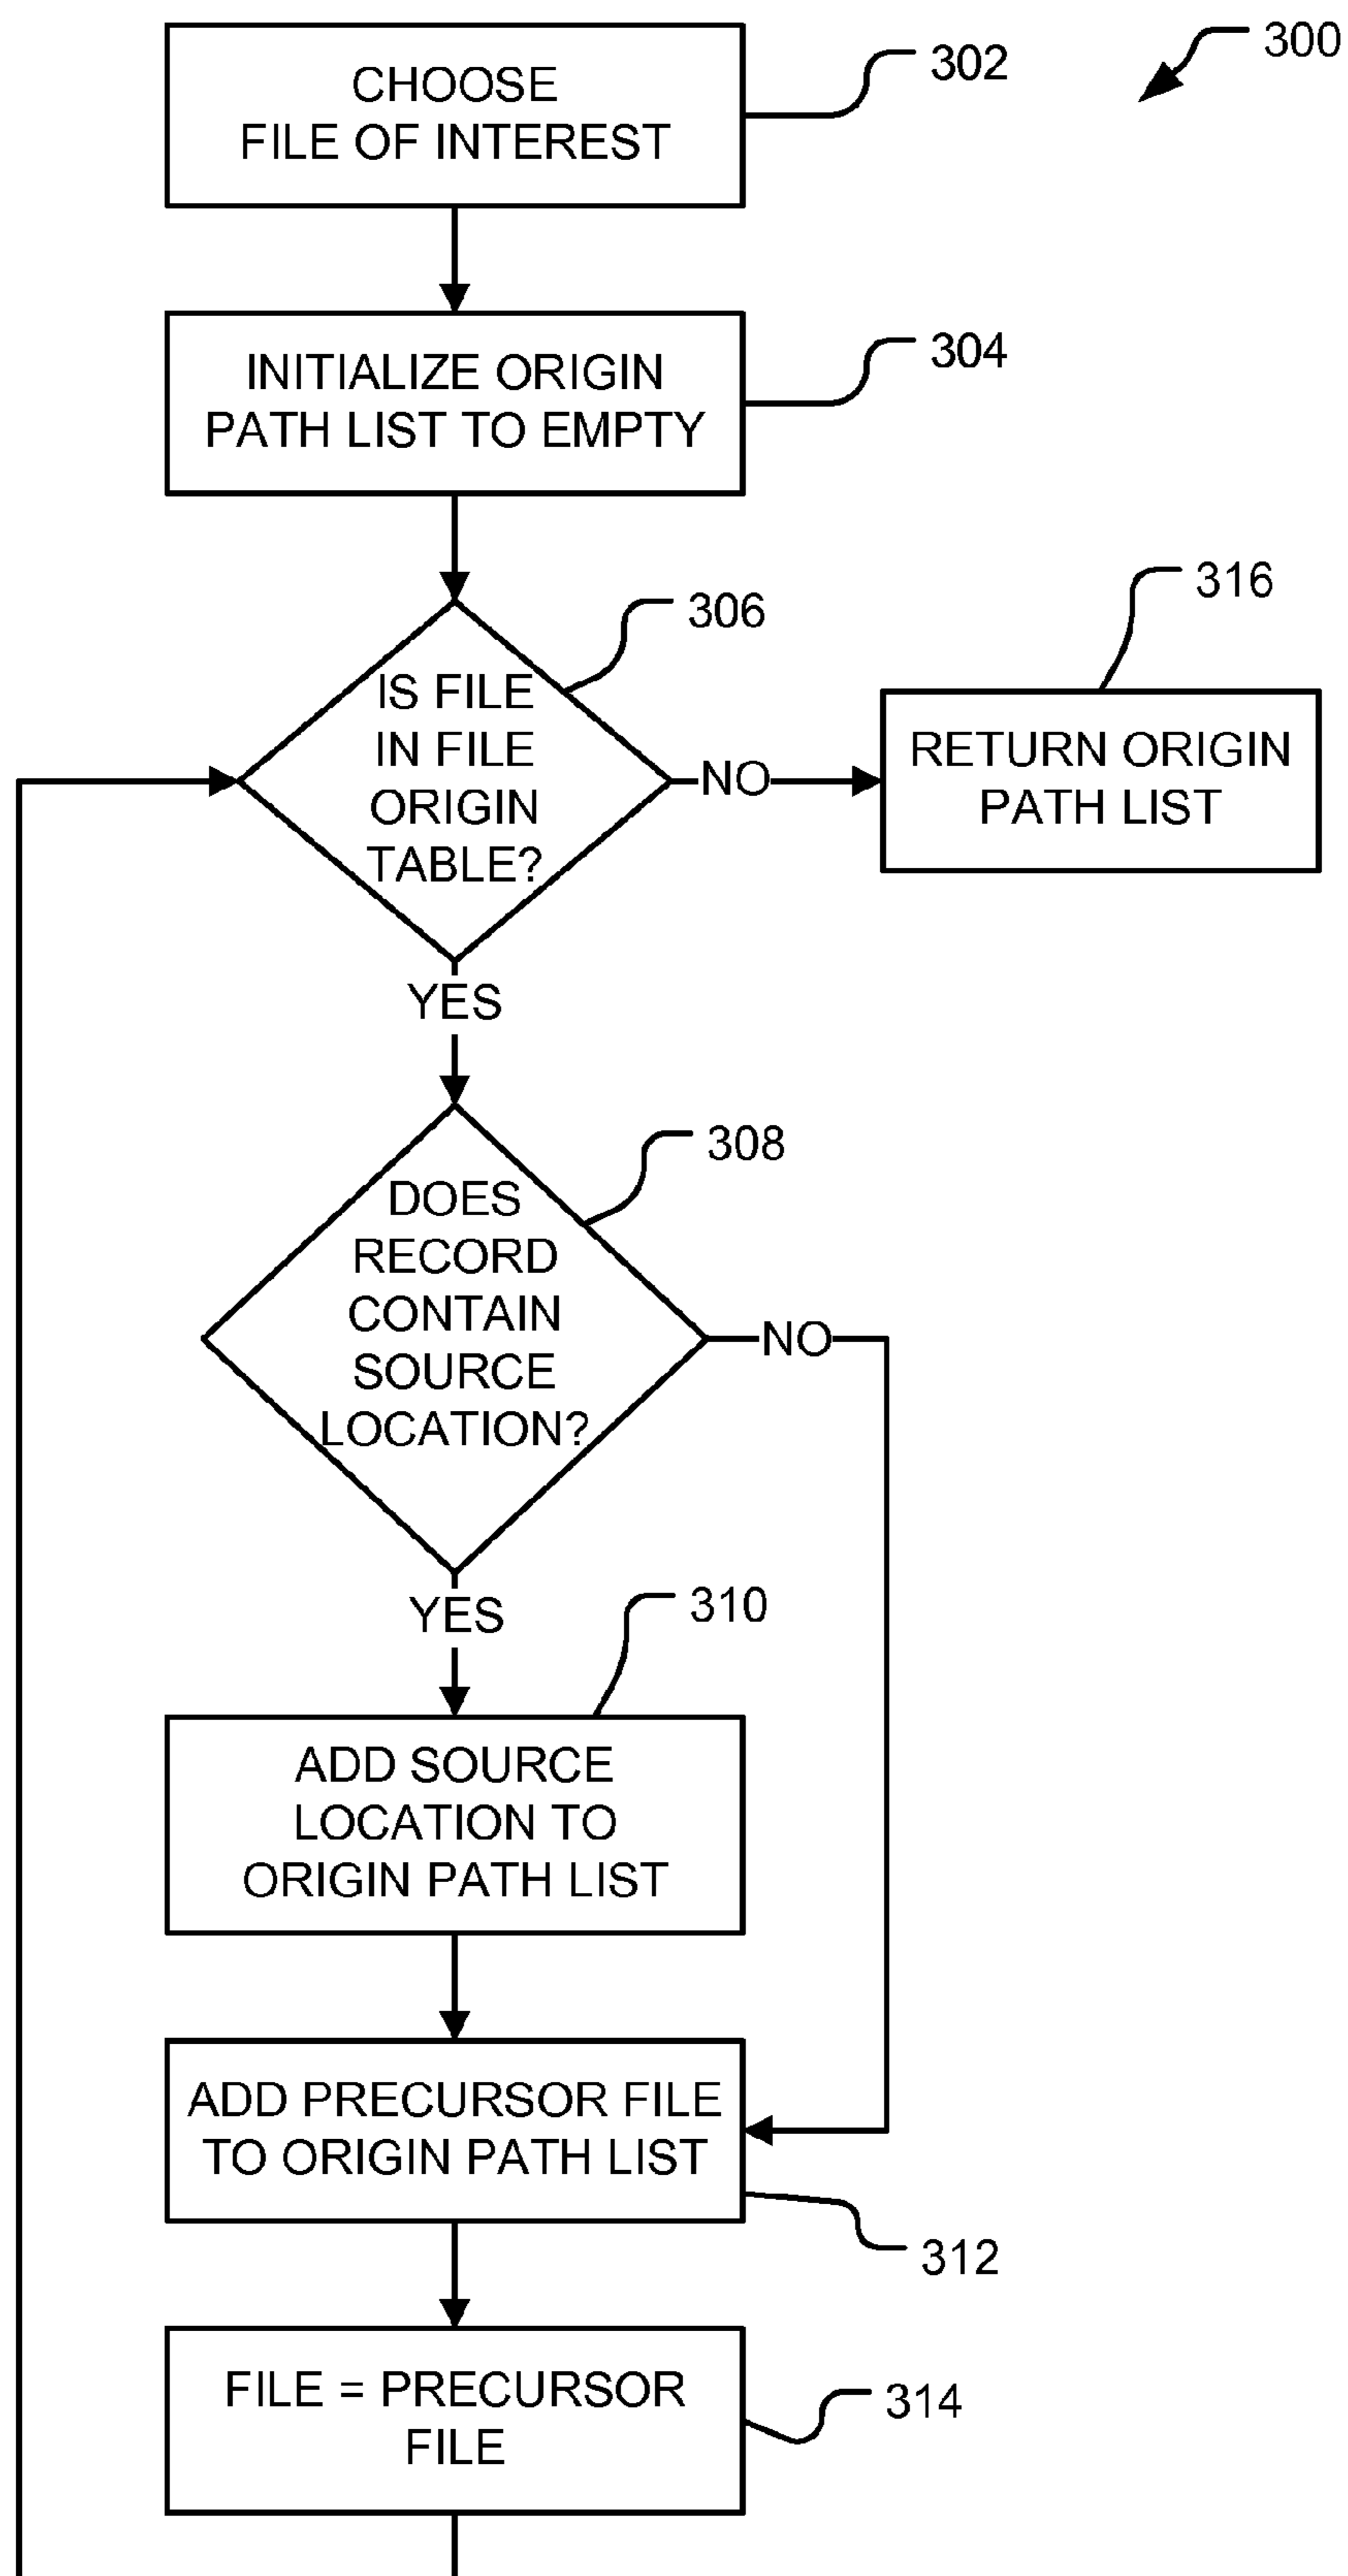 300
302
CHOOSE
FILE OF INTEREST
304
INITIALIZE ORIGIN
PATH LIST TO EMPTY
306
IS FILE
IN FILE
ORIGIN
TABLE?
NO
316
RETURN ORIGIN
PATH LIST
YES
308
DOES
RECORD
CONTAIN
SOURCE
LOCATION?
NO
YES
310
ADD SOURCE
LOCATION TO
ORIGIN PATH LIST
ADD PRECURSOR FILE
TO ORIGIN PATH LIST
312
FILE = PRECURSOR
FILE
314